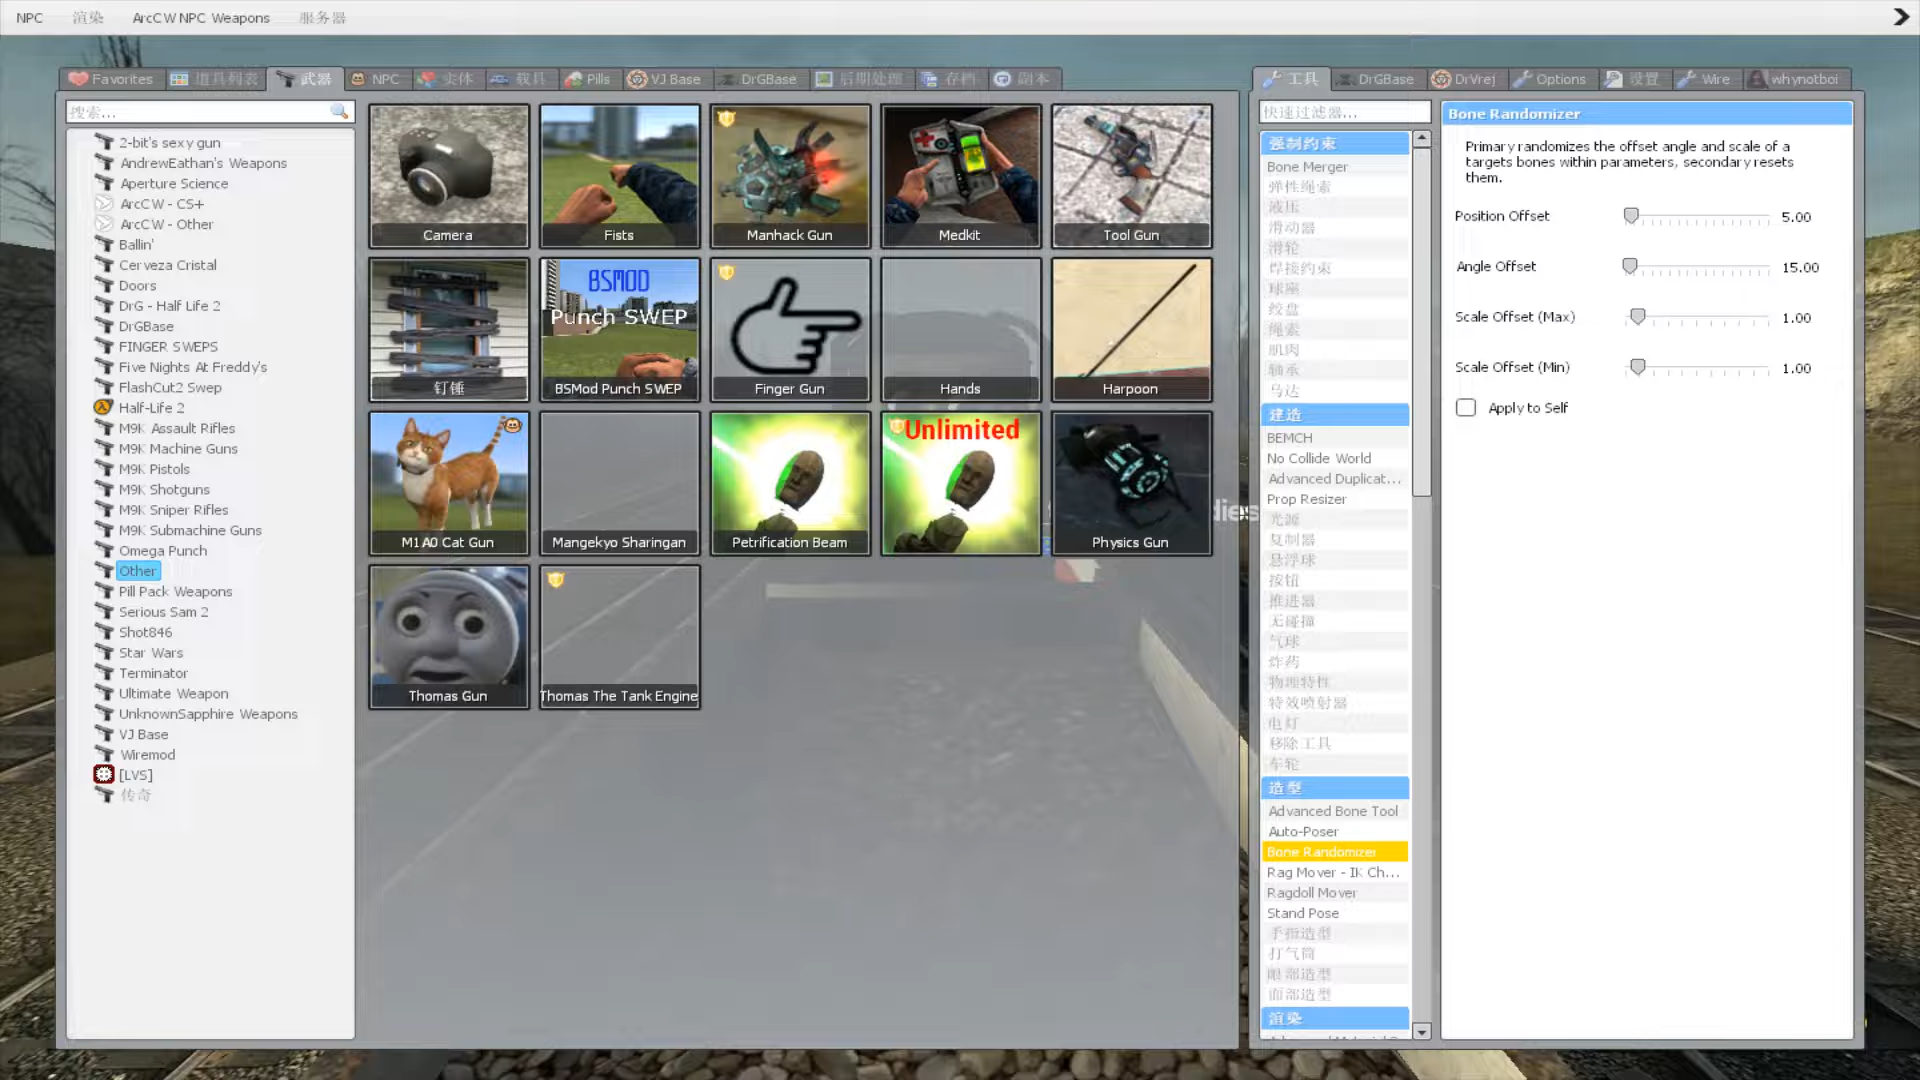 NPC 渲染 ArcCW NPC Weapons 服务器
Favorites 道具列表 武器 NPC 实体 载具 Pills VJ Base DrGBase 后期处理 存档 副本
搜索...
2-bit's sexy gun
AndrewEathan's Weapons
Aperture Science
ArcCW - CS+
ArcCW - Other
Ballin'
Cerveza Cristal
Doors
DrG - Half Life 2
DrGBase
FINGER SWEPS
Five Nights At Freddy's
FlashCut2 Swep
Half-Life 2
M9K Assault Rifles
M9K Machine Guns
M9K Pistols
M9K Shotguns
M9K Sniper Rifles
M9K Submachine Guns
Omega Punch
Other
Pill Pack Weapons
Serious Sam 2
Shot846
Star Wars
Terminator
Ultimate Weapon
UnknownSapphire Weapons
VJ Base
Wiremod
[LVS]
传奇
Camera
Fists
Manhack Gun
Medkit
Tool Gun
钉锤
BSMOD
Punch SWEP
BSMod Punch SWEP
Finger Gun
Hands
Harpoon
M1A0 Cat Gun
Mangekyo Sharingan
Petrification Beam
Unlimited
Physics Gun
Thomas Gun
Thomas The Tank Engine
dies
工具 DrGBase DrVrej Options 设置 Wire whynotboi
快速过滤器...
强制约束
Bone Merger
弹性绳索
液压
滑动器
滑轮
焊接约束
球座
绞盘
绳索
肌肉
轴承
马达
建造
BEMCH
No Collide World
Advanced Duplicat...
Prop Resizer
光源
复制器
悬浮球
按钮
推进器
无碰撞
气球
炸药
物理特性
特效喷射器
电灯
移除工具
车轮
造型
Advanced Bone Tool
Auto-Poser
Bone Randomizer
Rag Mover - IK Ch...
Ragdoll Mover
Stand Pose
手指造型
打气筒
眼部造型
面部造型
渲染
Bone Randomizer
Primary randomizes the offset angle and scale of a
targets bones within parameters, secondary resets
them.
Position Offset 5.00
Angle Offset 15.00
Scale Offset (Max) 1.00
Scale Offset (Min) 1.00
Apply to Self